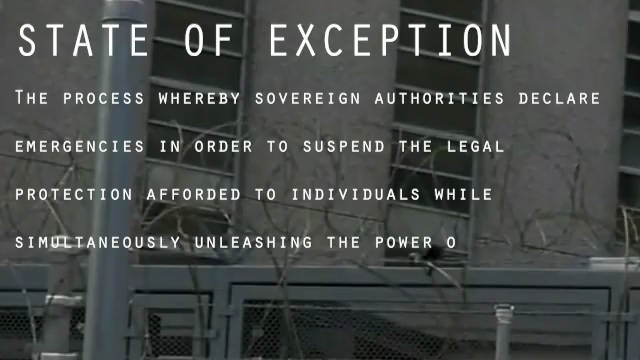 STATE OF EXCEPTION
THE PROCESS WHEREBY SOVEREIGN AUTHORITIES DECLARE
EMERGENCIES IN ORDER TO SUSPEND THE LEGAL
PROTECTION AFFORDED TO INDIVIDUALS WHILE
SIMULTANEOUSLY UNLEASHING THE POWER O